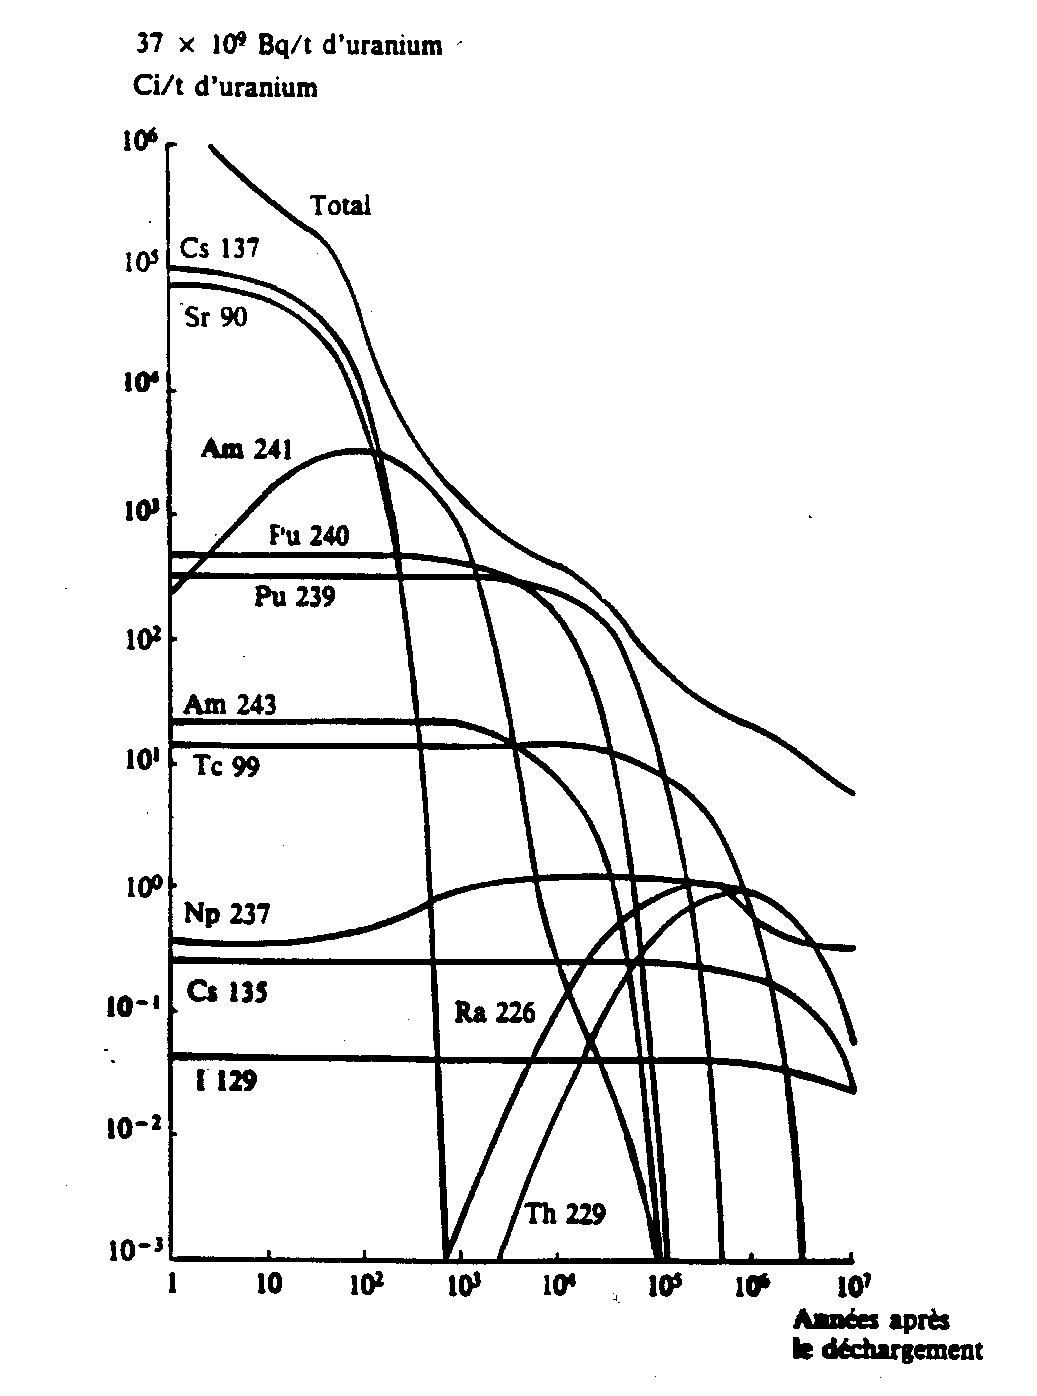 37 × 10⁹ Bq/t d'uranium
Ci/t d'uranium
10⁶
Total
Cs 137
10⁵
Sr 90
10⁴
Am 241
10³
Pu 240
Pu 239
10²
Am 243
10¹
Tc 99
10⁰
Np 237
Cs 135
10⁻¹
Ra 226
I 129
10⁻²
Th 229
10⁻³
1 10 10² 10³ 10⁴ 10⁵ 10⁶ 10⁷
Années après
le déchargement